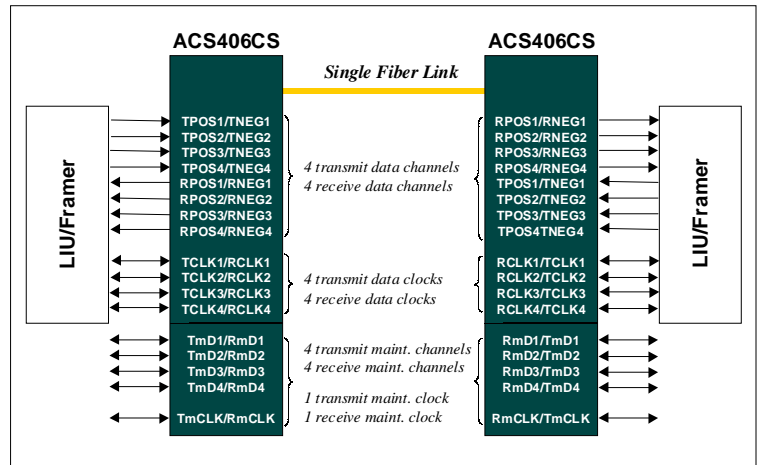 ACS406CS
ACS406CS
Single Fiber Link
LIU/Framer
TPOS1/TNEG1
TPOS2/TNEG2
TPOS3/TNEG3
TPOS4/TNEG4
RPOS1/RNEG1
RPOS2/RNEG2
RPOS3/RNEG3
RPOS4/RNEG4
TCLK1/RCLK1
TCLK2/RCLK2
TCLK3/RCLK3
TCLK4/RCLK4
TmD1/RmD1
TmD2/RmD2
TmD3/RmD3
TmD4/RmD4
TmCLK/RmCLK
4 transmit data channels
4 receive data channels
4 transmit data clocks
4 receive data clocks
4 transmit maint. channels
4 receive maint. channels
1 transmit maint. clock
1 receive maint. clock
RPOS1/RNEG1
RPOS2/RNEG2
RPOS3/RNEG3
RPOS4/RNEG4
TPOS1/TNEG1
TPOS2/TNEG2
TPOS3/TNEG3
TPOS4TNEG4
RCLK1/TCLK1
RCLK2/TCLK2
RCLK3/TCLK3
RCLK4/TCLK4
RmD1/TmD1
RmD2/TmD2
RmD3/TmD3
RmD4/TmD4
RmCLK/TmCLK
LIU/Framer